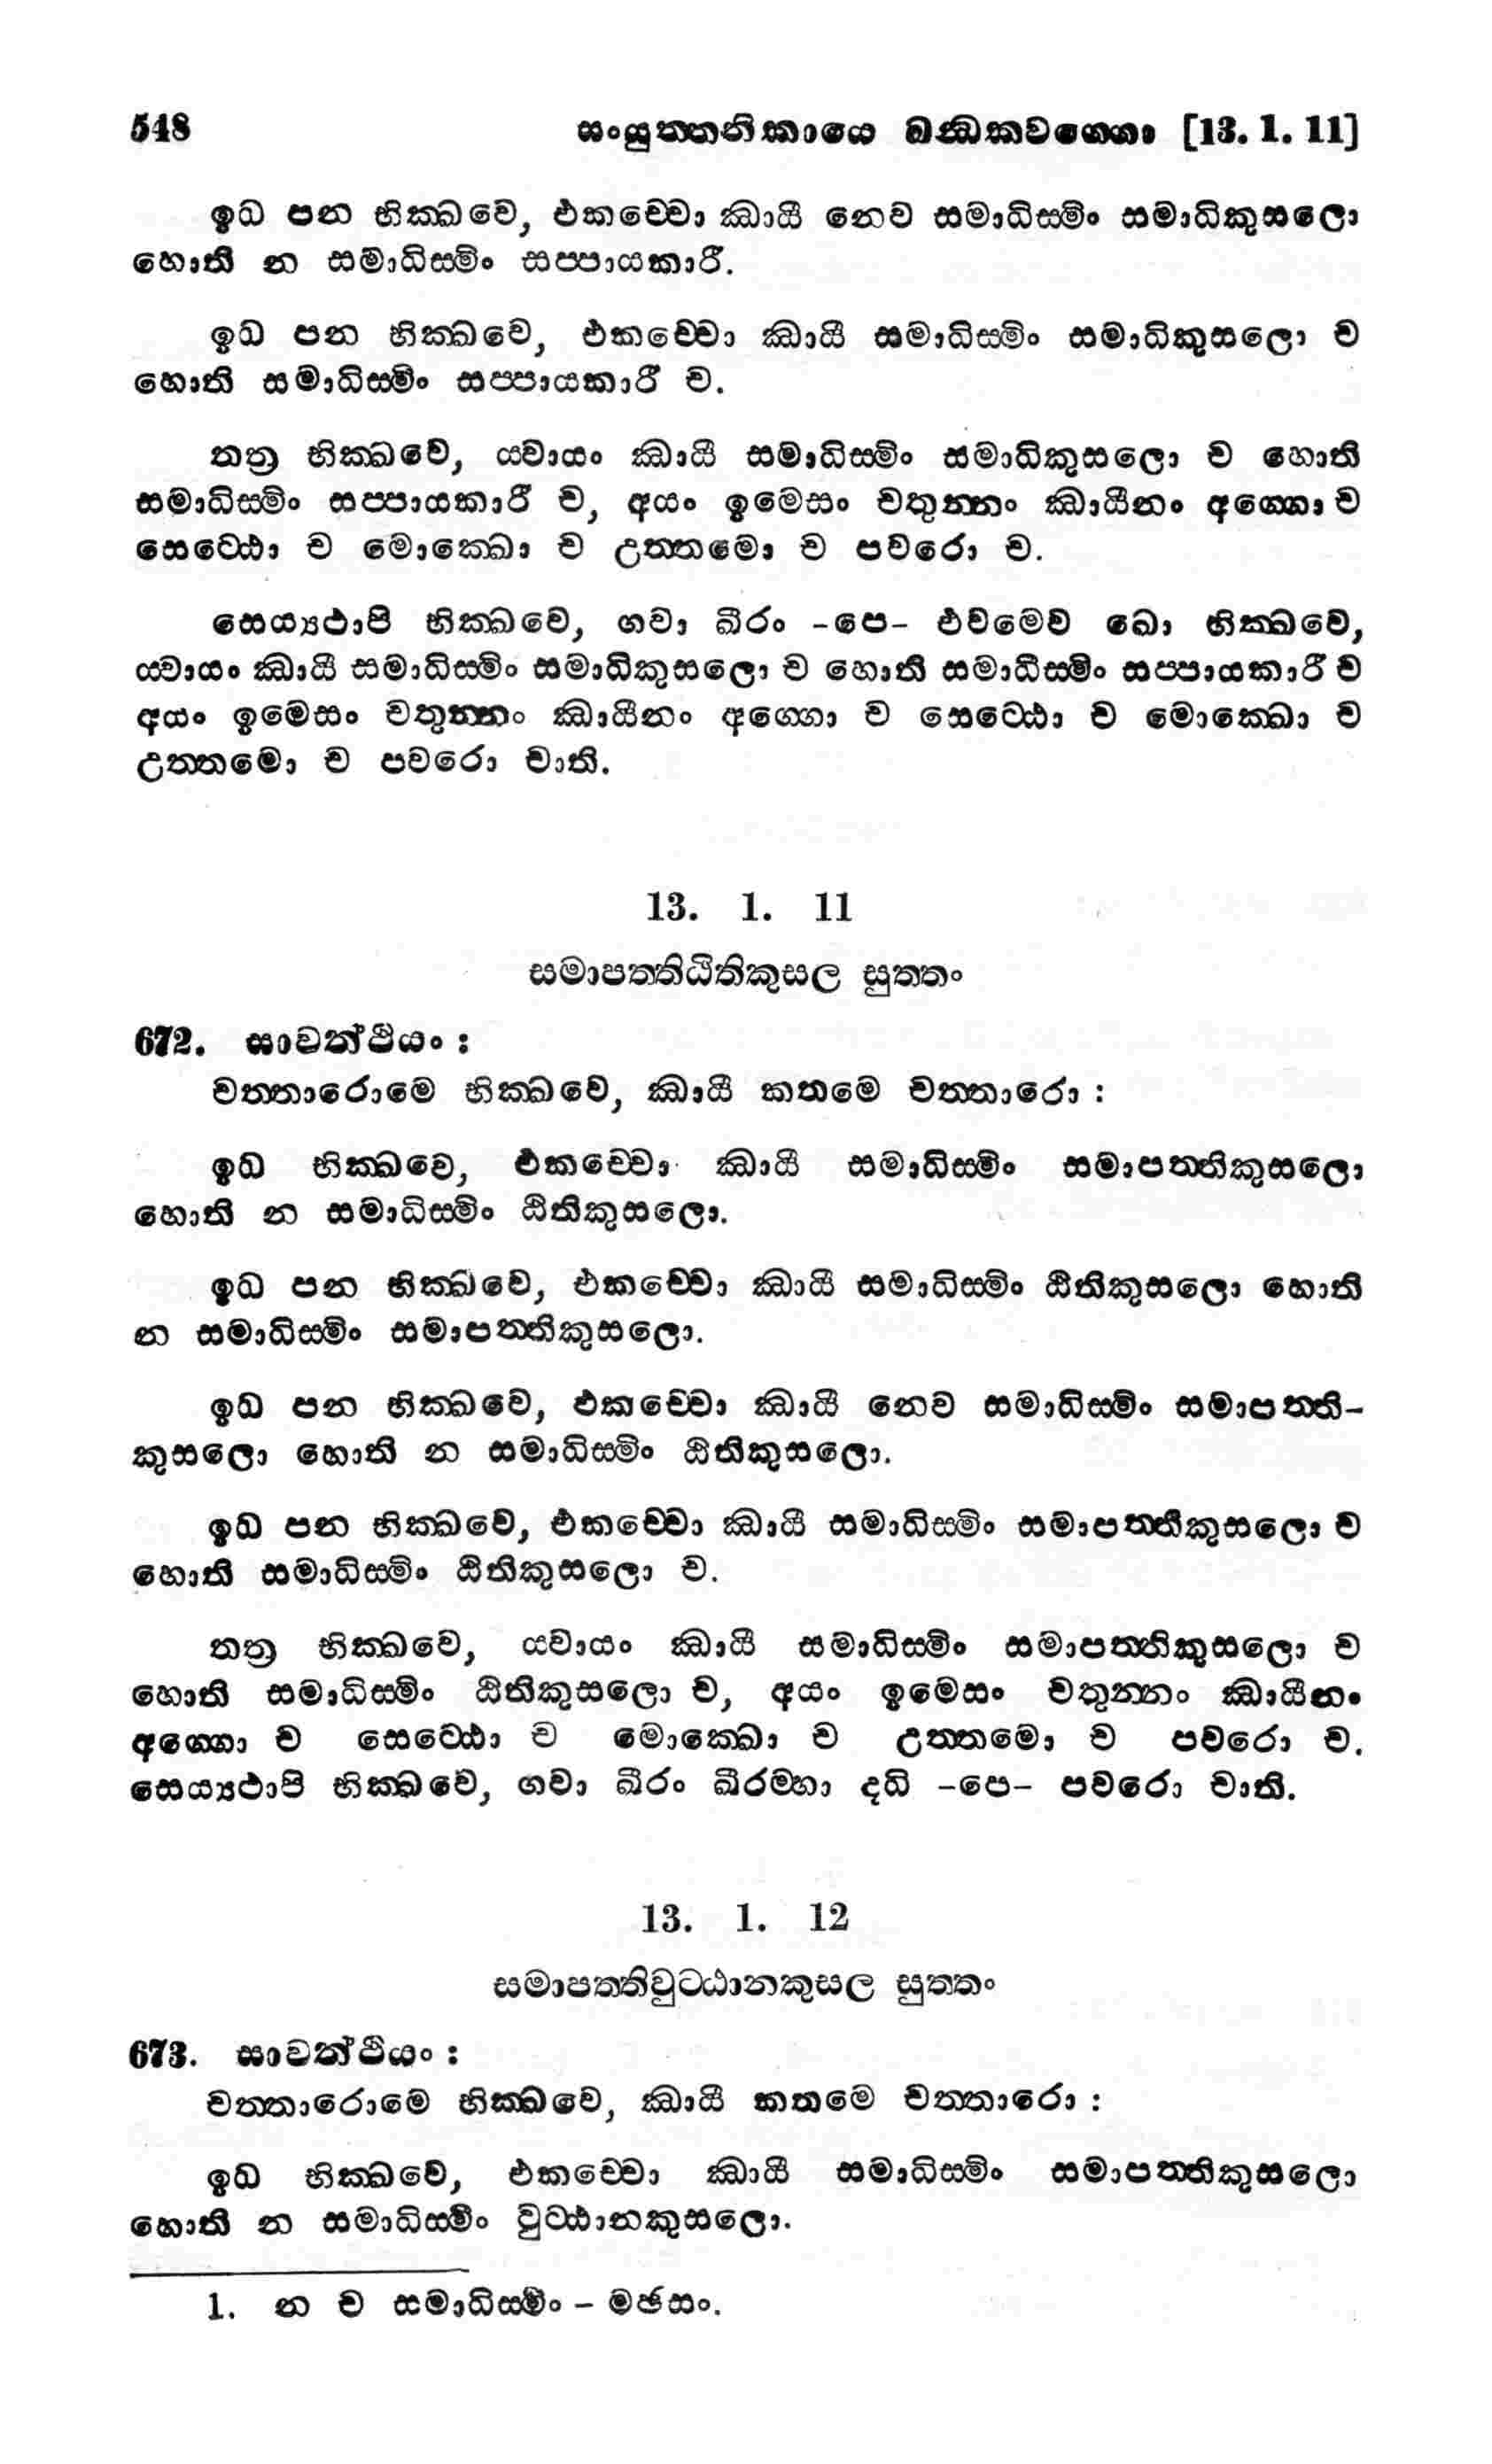 548 සංයුත්තනිකායෙ ඛන්ධකවග්ගො [13. 1. 11]
ඉධ පන භික්ඛවෙ, එකච්චො ඣායී නෙව සමාධිස්මිං සමාධිකුසලො
හොති න සමාධිස්මිං සප්පායකාරී.
ඉධ පන භික්ඛවෙ, එකච්චො ඣායී සමාධිස්මිං සමාධිකුසලො ච
හොති සමාධිස්මිං සප්පායකාරී ච.
තත්‍ර භික්ඛවෙ, ය්වායං ඣායී සමාධිස්මිං සමාධිකුසලො ච හොති
සමාධිස්මිං සප්පායකාරී ච, අයං ඉමෙසං චතුන්නං ඣායීනං අග්ගො ච
සෙට්ඨො ච මොක්ඛො ච උත්තමො ච පවරො ච.
සෙය්‍යථාපි භික්ඛවෙ, ගවා ඛීරං -පෙ- එවමෙව ඛො භික්ඛවෙ,
ය්වායං ඣායී සමාධිස්මිං සමාධිකුසලො ච හොති සමාධිස්මිං සප්පායකාරී ච
අයං ඉමෙසං චතුන්නං ඣායීනං අග්ගො ච සෙට්ඨො ච මොක්ඛො ච
උත්තමො ච පවරො චාති.
13. 1. 11
සමාපත්තිඨිතිකුසල සුත්තං
672. සාවත්ථියං :
චත්තාරොමෙ භික්ඛවෙ, ඣායී කතමෙ චත්තාරො :
ඉධ භික්ඛවෙ, එකච්චො ඣායී සමාධිස්මිං සමාපත්තිකුසලො
හොති න සමාධිස්මිං ඨිතිකුසලො.
ඉධ පන භික්ඛවෙ, එකච්චො ඣායී සමාධිස්මිං ඨිතිකුසලො හොති
න සමාධිස්මිං සමාපත්තිකුසලො.
ඉධ පන භික්ඛවෙ, එකච්චො ඣායී නෙව සමාධිස්මිං සමාපත්ති-
කුසලො හොති න සමාධිස්මිං ඨිතිකුසලො.
ඉධ පන භික්ඛවෙ, එකච්චො ඣායී සමාධිස්මිං සමාපත්තිකුසලො ච
හොති සමාධිස්මිං ඨිතිකුසලො ච.
තත්‍ර භික්ඛවෙ, ය්වායං ඣායී සමාධිස්මිං සමාපත්තිකුසලො ච
හොති සමාධිස්මිං ඨිතිකුසලො ච, අයං ඉමෙසං චතුන්නං ඣායීනං
අග්ගො ච සෙට්ඨො ච මොක්ඛො ච උත්තමො ච පවරො ච.
සෙය්‍යථාපි භික්ඛවෙ, ගවා ඛීරං ඛීරම්හා දධි -පෙ- පවරො චාති.
13. 1. 12
සමාපත්තිවුට්ඨානකුසල සුත්තං
673. සාවත්ථියං :
චත්තාරොමෙ භික්ඛවෙ, ඣායී කතමෙ චත්තාරො :
ඉධ භික්ඛවෙ, එකච්චො ඣායී සමාධිස්මිං සමාපත්තිකුසලො
හොති න සමාධිස්මිං වුට්ඨානකුසලො.
1. න ච සමාධිස්මිං - මඡසං.